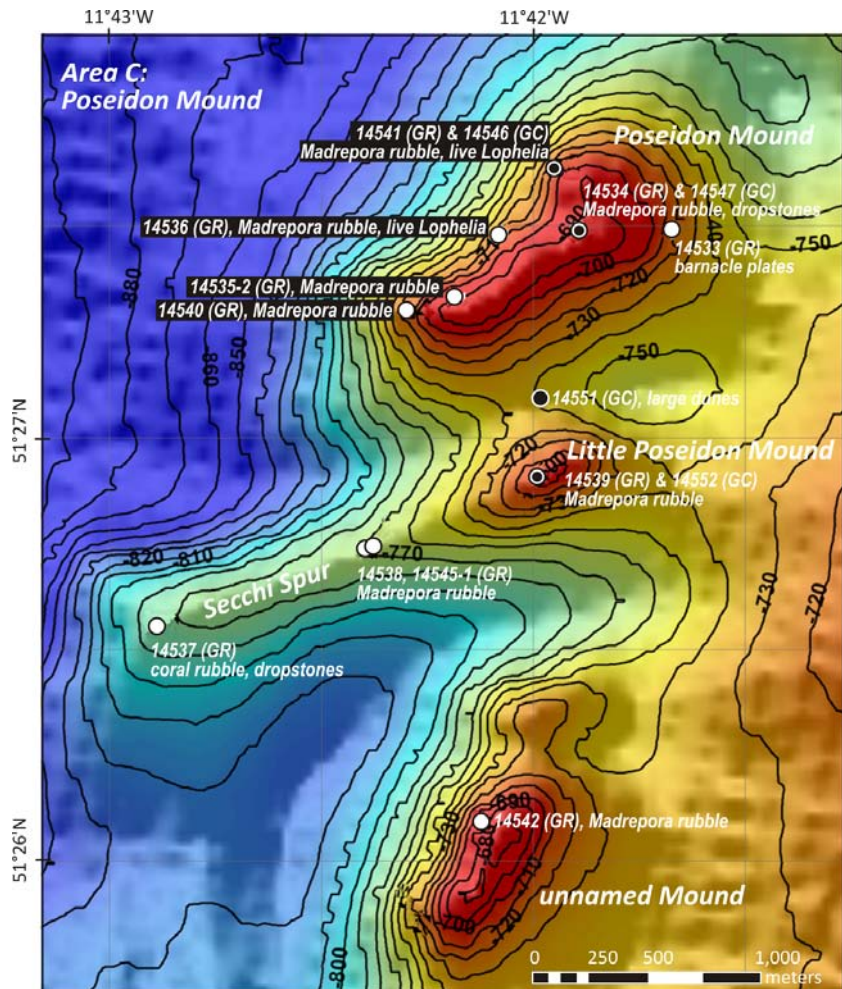 11°43'W
11°42'W
Area C:
Poseidon Mound
14541 (GR) & 14546 (GC)
Madrepora rubble, live Lophelia
Poseidon Mound
14534 (GR) & 14547 (GC)
Madrepora rubble, dropstones
14536 (GR), Madrepora rubble, live Lophelia
-690
-750
14533 (GR)
barnacle plates
-880
14535-2 (GR), Madrepora rubble
-700
-720
14540 (GR), Madrepora rubble
-730
-860
-850
-750
14551 (GC), large dunes
51°27'N
-720
Little Poseidon Mound
14539 (GR) & 14552 (GC)
Madrepora rubble
-820
-810
-770
14538, 14545-1 (GR)
Madrepora rubble
-730
-720
Secchi Spur
14537 (GR)
coral rubble, dropstones
-690
-730
14542 (GR), Madrepora rubble
-680
51°26'N
-710
unnamed Mound
-700
-720
-800
0
250
500
1,000
meters